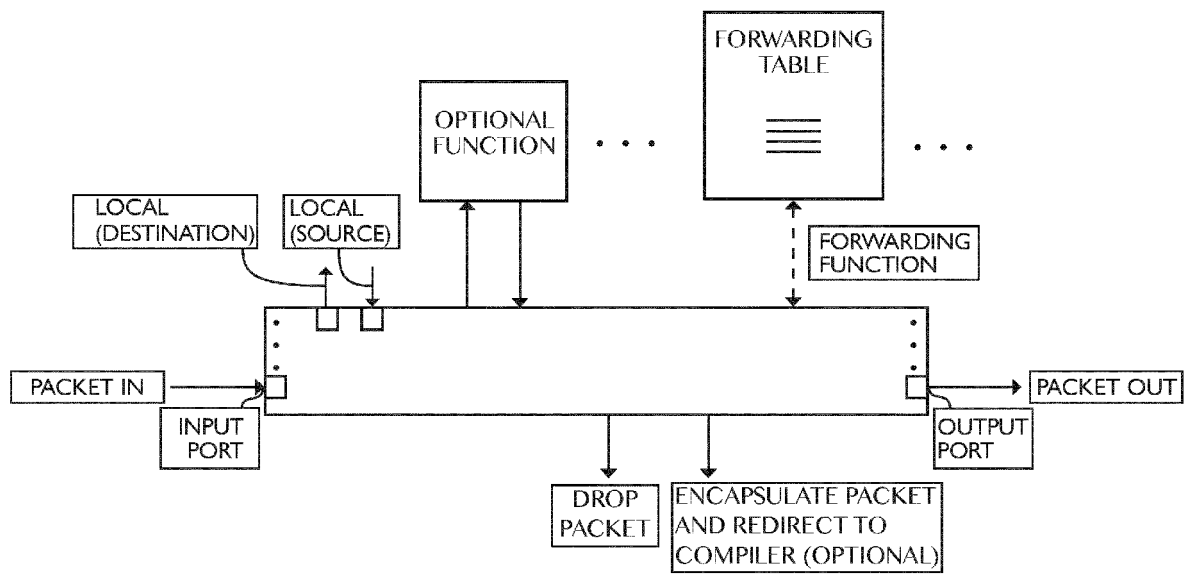 FORWARDING
TABLE
OPTIONAL
FUNCTION
LOCAL
(DESTINATION)
LOCAL
(SOURCE)
FORWARDING
FUNCTION
PACKET IN
PACKET OUT
INPUT
PORT
OUTPUT
PORT
DROP
PACKET
ENCAPSULATE PACKET
AND REDIRECT TO
COMPILER (OPTIONAL)